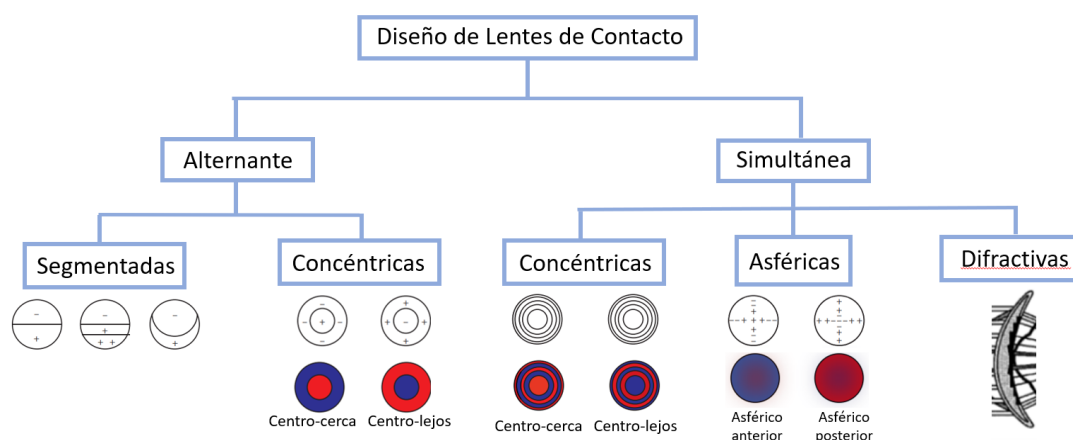 Diseño de Lentes de Contacto
Alternante
Simultánea
Segmentadas
Concéntricas
Concéntricas
Asféricas
Difractivas
-
+
-
+
+ +
-
+
-
- + -
-
+
+ - +
+
-
-
+
-- + + + --
+
-
-
+
+
-
++ - - - ++
-
+
+
Centro-cerca
Centro-lejos
Centro-cerca
Centro-lejos
Asférico
anterior
Asférico
posterior